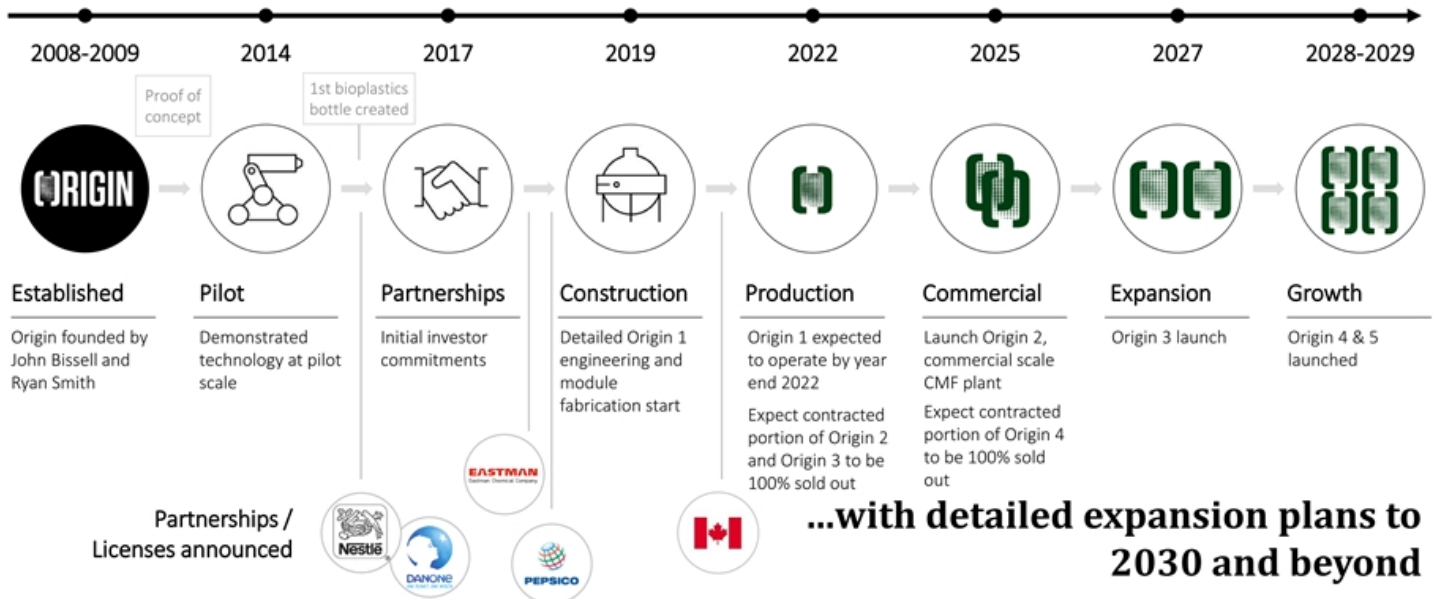 2008-2009
2014
2017
2019
2022
2025
2027
2028-2029
Proof of
concept
1st bioplastics
bottle created
ORIGIN
Established
Origin founded by
John Bissell and
Ryan Smith
Pilot
Demonstrated
technology at pilot
scale
Partnerships
Initial investor
commitments
Construction
Detailed Origin 1
engineering and
module
fabrication start
Production
Origin 1 expected
to operate by year
end 2022
Expect contracted
portion of Origin 2
and Origin 3 to be
100% sold out
Commercial
Launch Origin 2,
commercial scale
CMF plant
Expect contracted
portion of Origin 4
to be 100% sold
out
Expansion
Origin 3 launch
Growth
Origin 4 & 5
launched
Partnerships /
Licenses announced
Nestlé
DANONE
EASTMAN
Eastman Chemical Company
PEPSICO
...with detailed expansion plans to
2030 and beyond